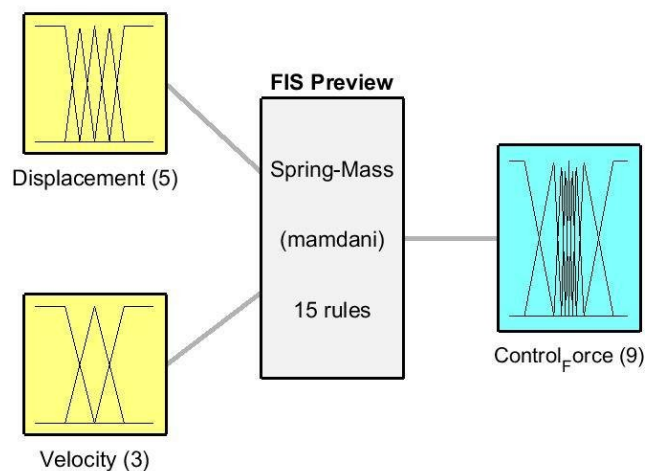 FIS Preview
Displacement (5)
Spring-Mass
(mamdani)
15 rules
Velocity (3)
Control_Force (9)